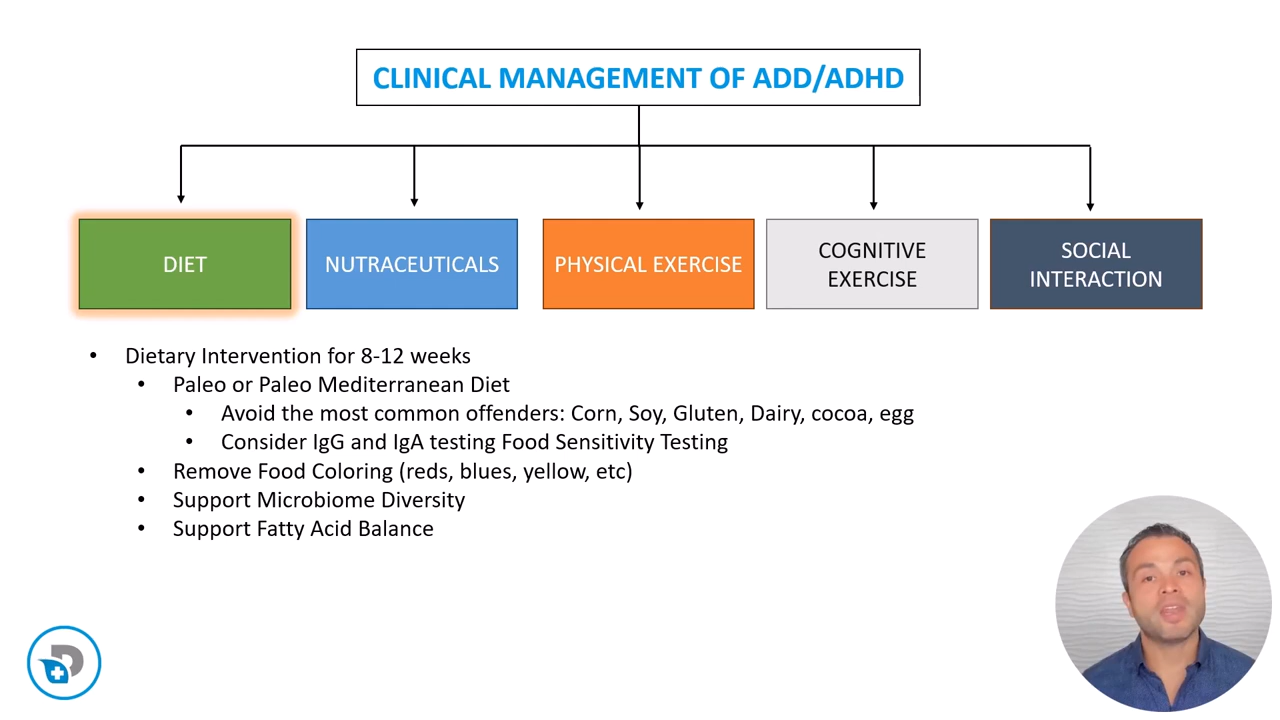 CLINICAL MANAGEMENT OF ADD/ADHD
DIET
NUTRACEUTICALS
PHYSICAL EXERCISE
COGNITIVE
EXERCISE
SOCIAL
INTERACTION
• Dietary Intervention for 8-12 weeks
• Paleo or Paleo Mediterranean Diet
• Avoid the most common offenders: Corn, Soy, Gluten, Dairy, cocoa, egg
• Consider IgG and IgA testing Food Sensitivity Testing
• Remove Food Coloring (reds, blues, yellow, etc)
• Support Microbiome Diversity
• Support Fatty Acid Balance